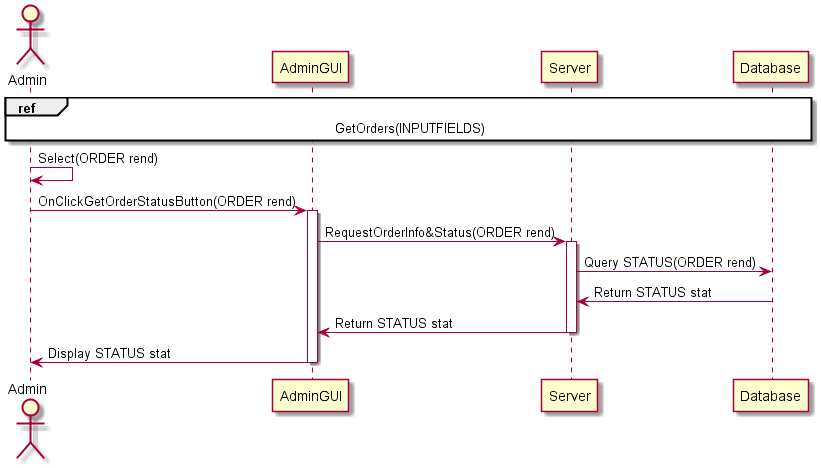 Admin
AdminGUI
Server
Database
ref
GetOrders(INPUTFIELDS)
Select(ORDER rend)
OnClickGetOrderStatusButton(ORDER rend)
RequestOrderInfo&Status(ORDER rend)
Query STATUS(ORDER rend)
Return STATUS stat
Return STATUS stat
Display STATUS stat
Admin
AdminGUI
Server
Database